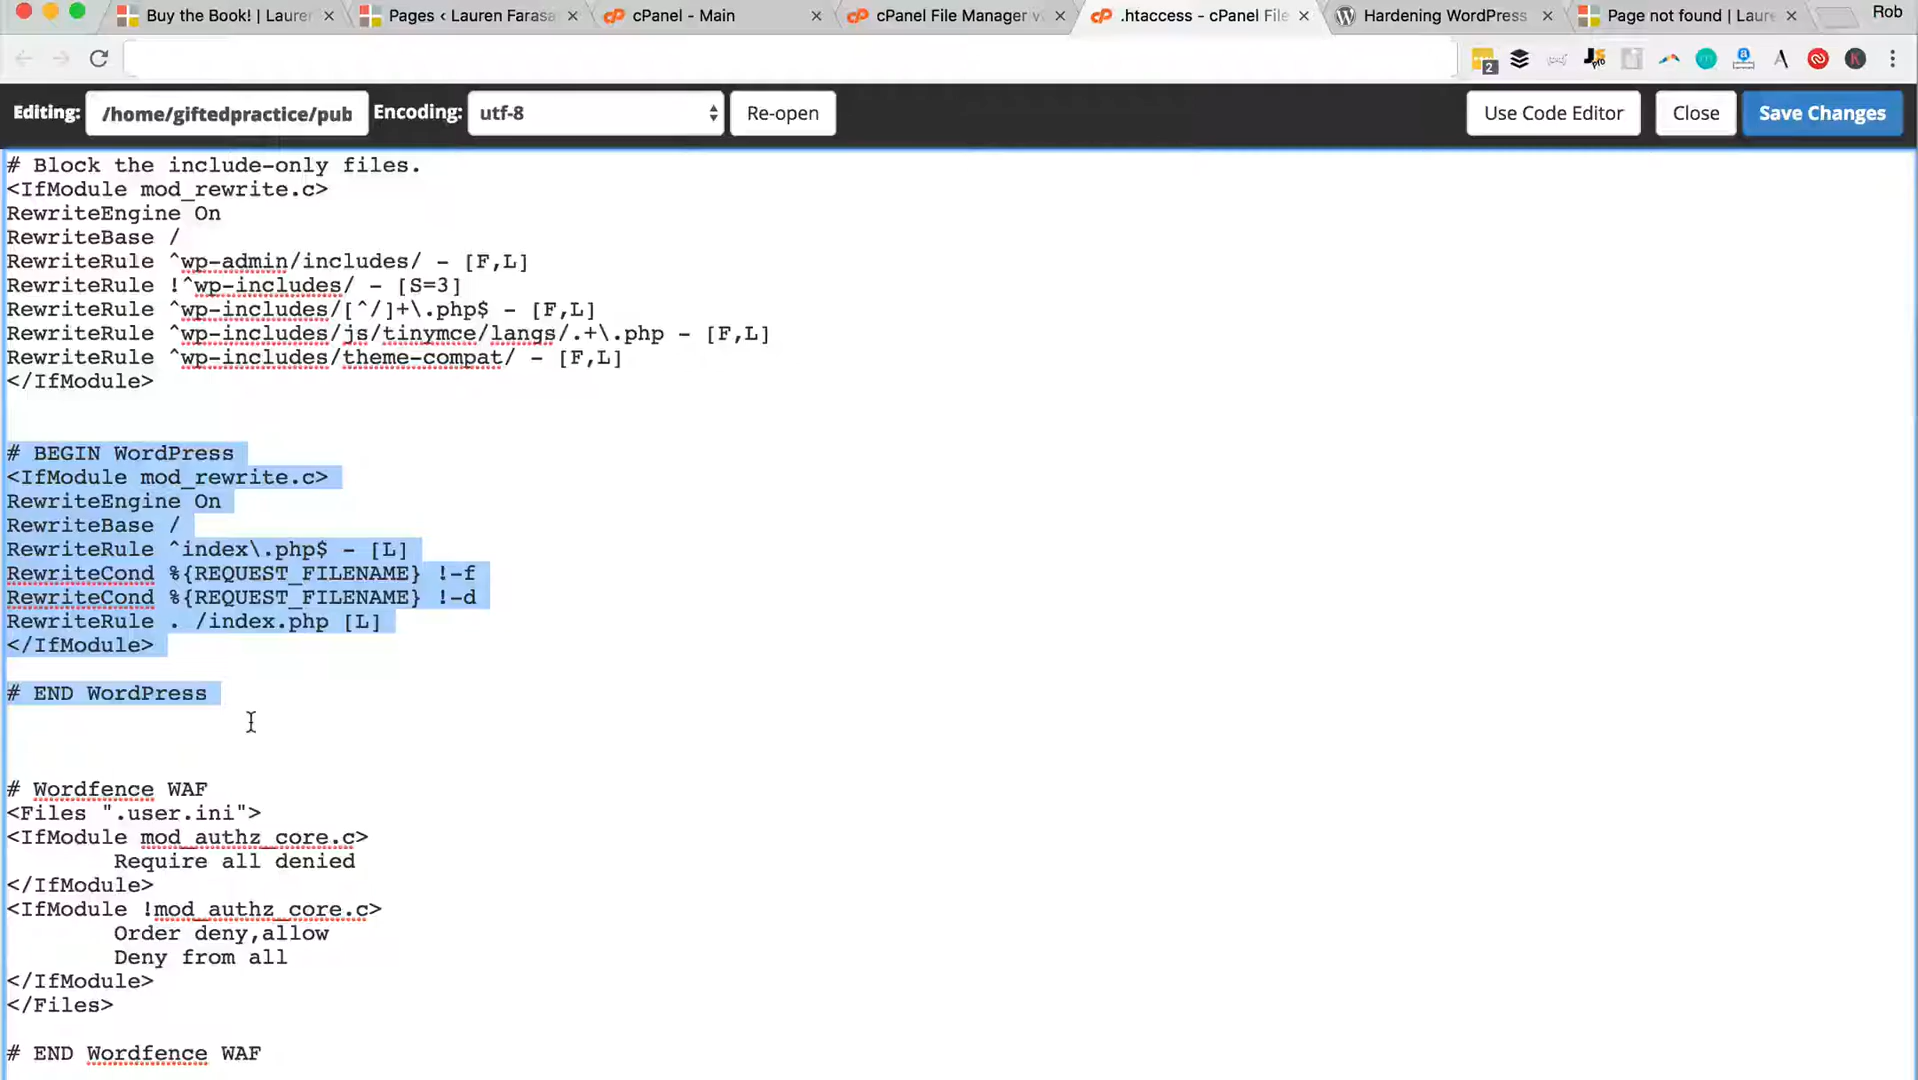 Buy the Book! | Lauren
Pages ‹ Lauren Farasa
cPanel - Main
cPanel File Manager v
.htaccess - cPanel File
Hardening WordPress
Page not found | Laure
Rob
2
Editing: /home/giftedpractice/pub Encoding: utf-8 Re-open Use Code Editor Close Save Changes
# Block the include-only files.
<IfModule mod_rewrite.c>
RewriteEngine On
RewriteBase /
RewriteRule ^wp-admin/includes/ - [F,L]
RewriteRule !^wp-includes/ - [S=3]
RewriteRule ^wp-includes/[^/]+\.php$ - [F,L]
RewriteRule ^wp-includes/js/tinymce/langs/.+\.php - [F,L]
RewriteRule ^wp-includes/theme-compat/ - [F,L]
</IfModule>
# BEGIN WordPress
<IfModule mod_rewrite.c>
RewriteEngine On
RewriteBase /
RewriteRule ^index\.php$ - [L]
RewriteCond %{REQUEST_FILENAME} !-f
RewriteCond %{REQUEST_FILENAME} !-d
RewriteRule . /index.php [L]
</IfModule>
# END WordPress
# Wordfence WAF
<Files ".user.ini">
<IfModule mod_authz_core.c>
Require all denied
</IfModule>
<IfModule !mod_authz_core.c>
Order deny,allow
Deny from all
</IfModule>
</Files>
# END Wordfence WAF